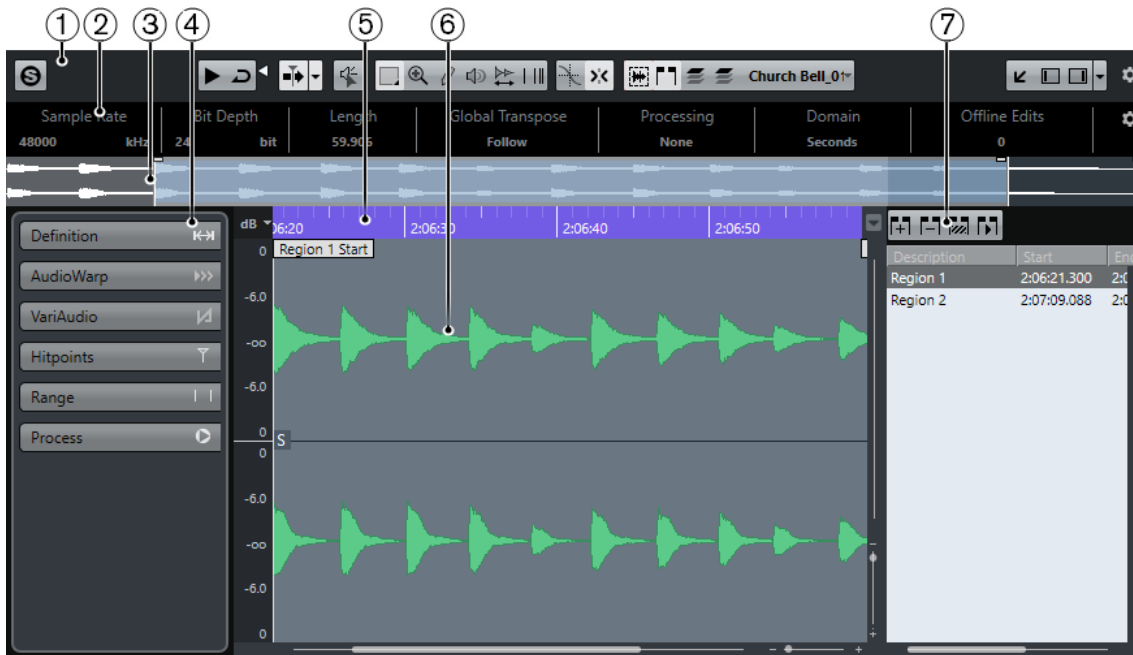 1 2 3 4 5 6 7
S Church Bell_01
Sample Rate Bit Depth Length Global Transpose Processing Domain Offline Edits
48000 kHz 24 bit 59.906 Follow None Seconds 0
Definition
AudioWarp
VariAudio
Hitpoints
Range
Process
dB 06:20 2:06:30 2:06:40 2:06:50
Region 1 Start
0
-6.0
-oo
-6.0
0
S
0
-6.0
-oo
-6.0
0
Description Start End
Region 1 2:06:21.300
Region 2 2:07:09.088